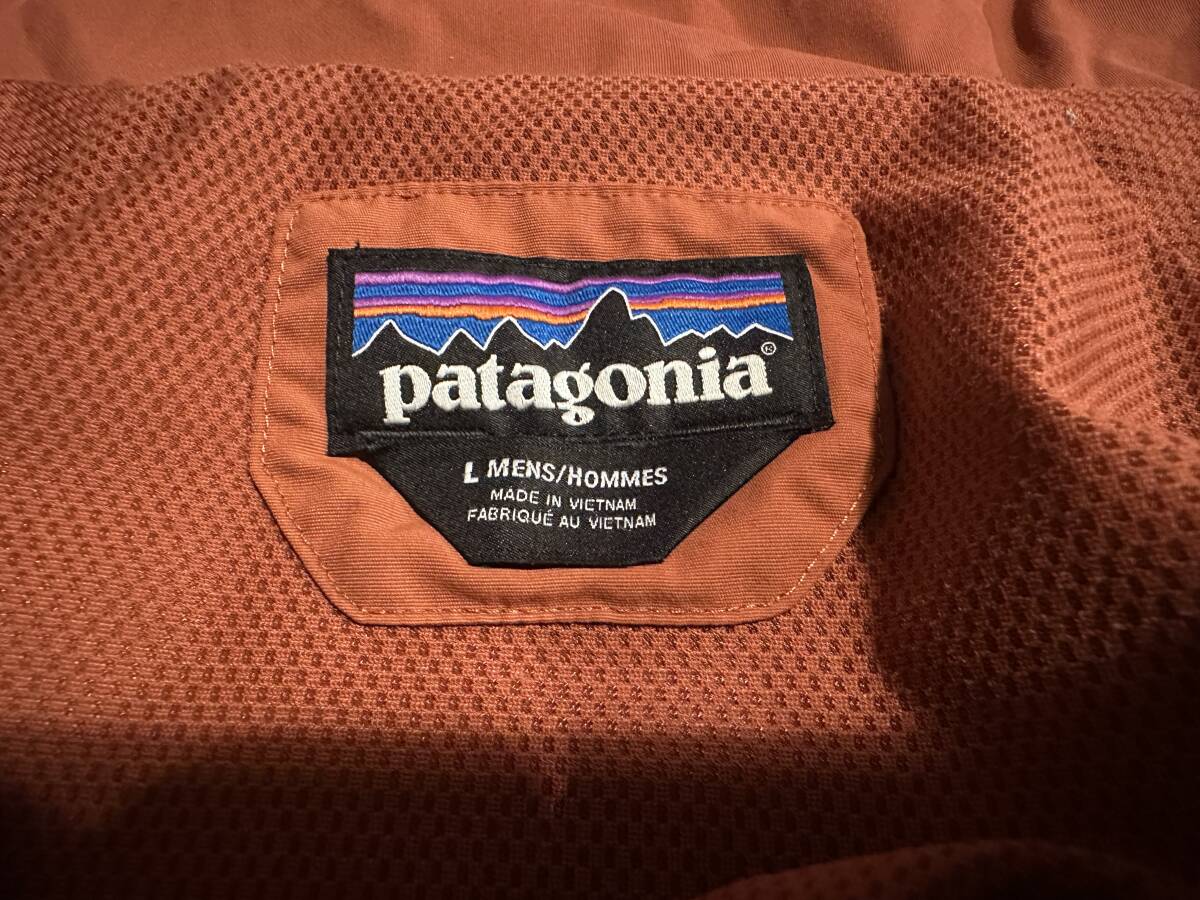 patagonia®
L MENS/HOMMES
MADE IN VIETNAM
FABRIQUÉ AU VIETNAM